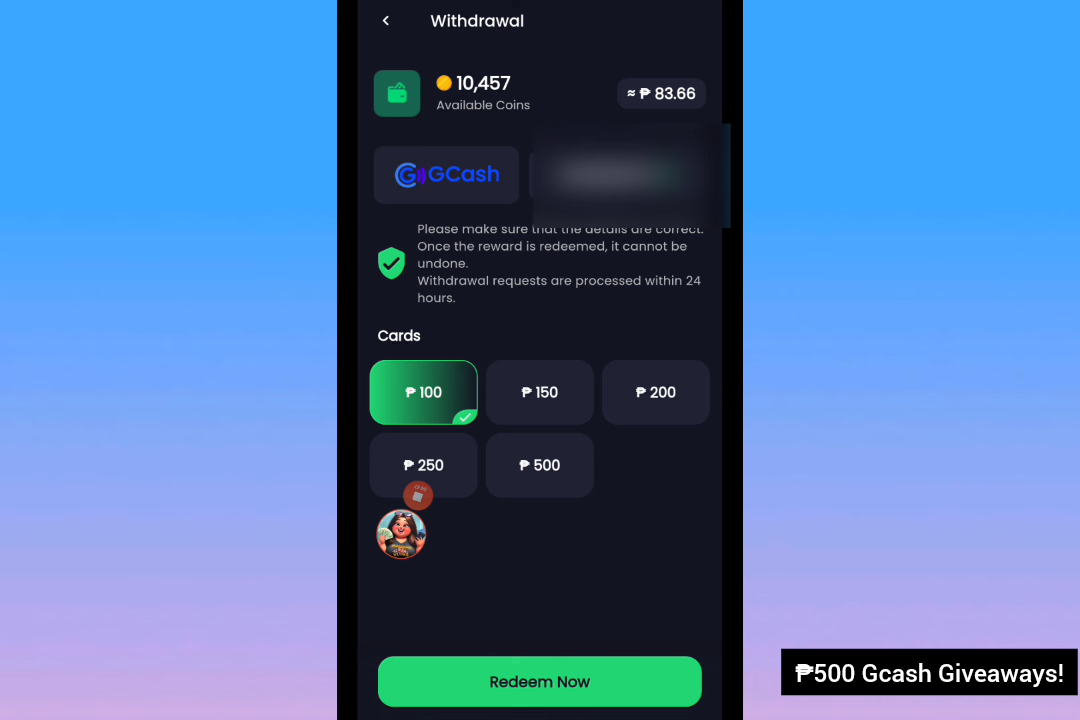 Withdrawal
10,457
Available Coins
≈ ₱ 83.66
GCash
Please make sure that the details are correct.
Once the reward is redeemed, it cannot be
undone.
Withdrawal requests are processed within 24
hours.
Cards
₱ 100
₱ 150
₱ 200
₱ 250
₱ 500
Redeem Now
₱500 Gcash Giveaways!